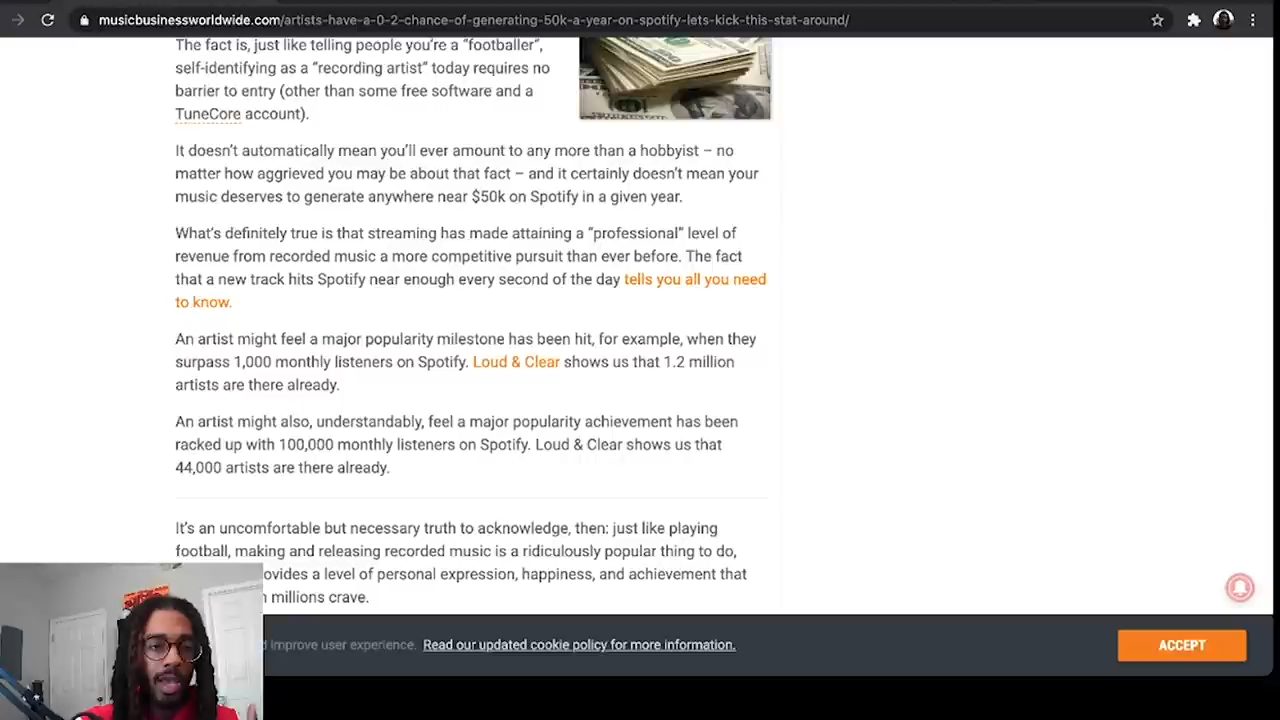 musicbusinessworldwide.com/artists-have-a-0-2-chance-of-generating-50k-a-year-on-spotify-lets-kick-this-stat-around/
The fact is, just like telling people you're a “footballer”,
self-identifying as a “recording artist” today requires no
barrier to entry (other than some free software and a
TuneCore account).
It doesn't automatically mean you'll ever amount to any more than a hobbyist – no
matter how aggrieved you may be about that fact – and it certainly doesn't mean your
music deserves to generate anywhere near $50k on Spotify in a given year.
What's definitely true is that streaming has made attaining a “professional” level of
revenue from recorded music a more competitive pursuit than ever before. The fact
that a new track hits Spotify near enough every second of the day tells you all you need
to know.
An artist might feel a major popularity milestone has been hit, for example, when they
surpass 1,000 monthly listeners on Spotify. Loud & Clear shows us that 1.2 million
artists are there already.
An artist might also, understandably, feel a major popularity achievement has been
racked up with 100,000 monthly listeners on Spotify. Loud & Clear shows us that
44,000 artists are there already.
It's an uncomfortable but necessary truth to acknowledge, then: just like playing
football, making and releasing recorded music is a ridiculously popular thing to do,
a level of personal expression, happiness, and achievement that
millions crave.
improve user experience. Read our updated cookie policy for more information.
ACCEPT